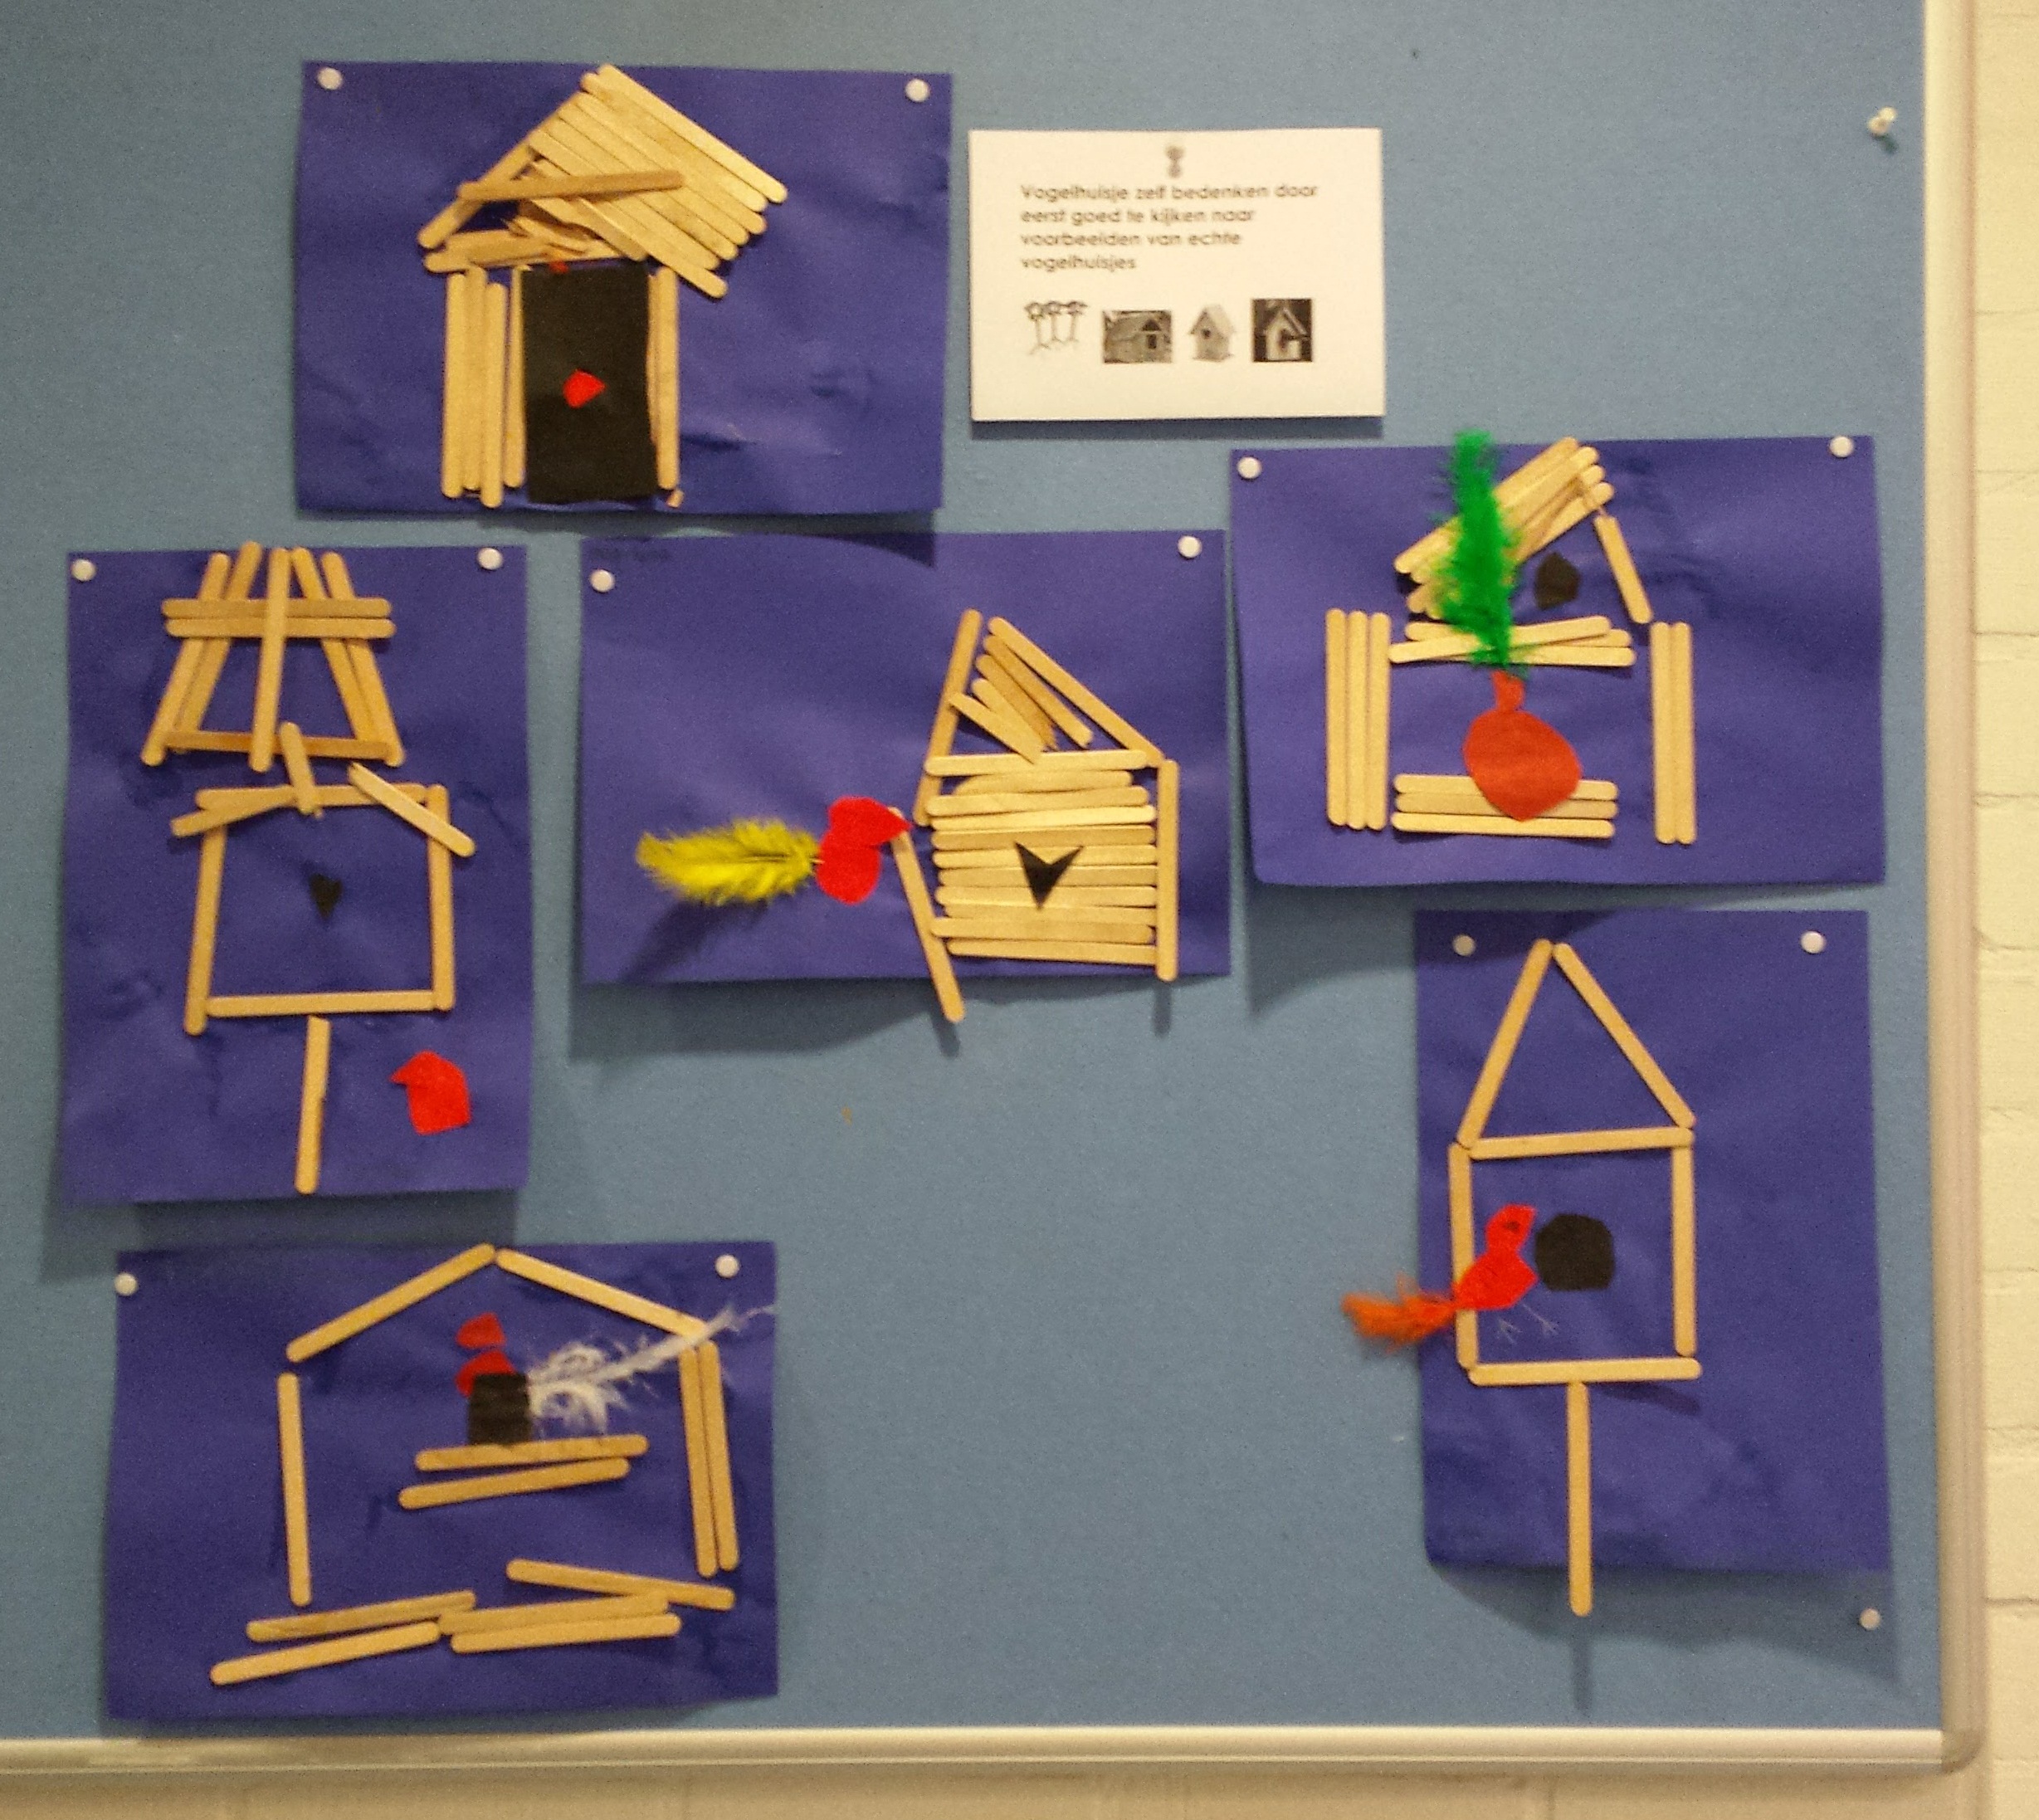 Vogelhuisje zelf bedenken door
eerst goed te kijken naar
voorbeelden van echte
vogelhuisjes